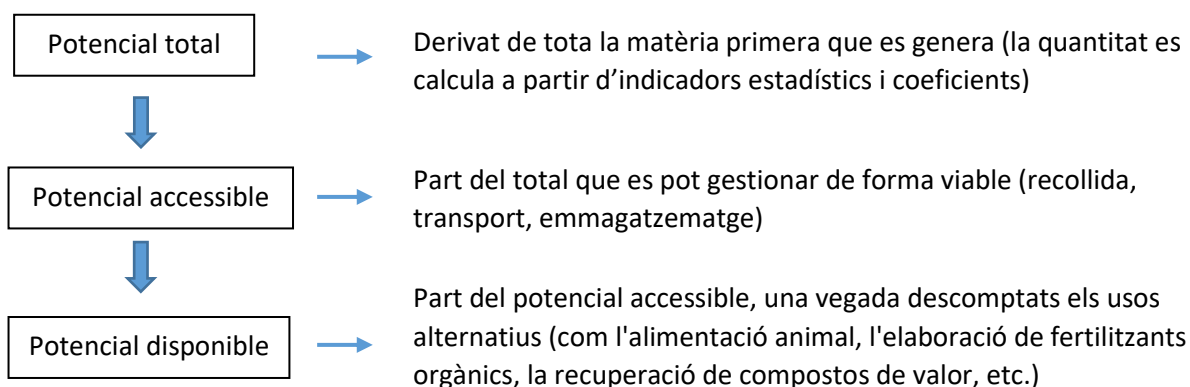 Potencial total
Derivat de tota la matèria primera que es genera (la quantitat es
calcula a partir d’indicadors estadístics i coeficients)
Potencial accessible
Part del total que es pot gestionar de forma viable (recollida,
transport, emmagatzematge)
Potencial disponible
Part del potencial accessible, una vegada descomptats els usos
alternatius (com l'alimentació animal, l'elaboració de fertilitzants
orgànics, la recuperació de compostos de valor, etc.)